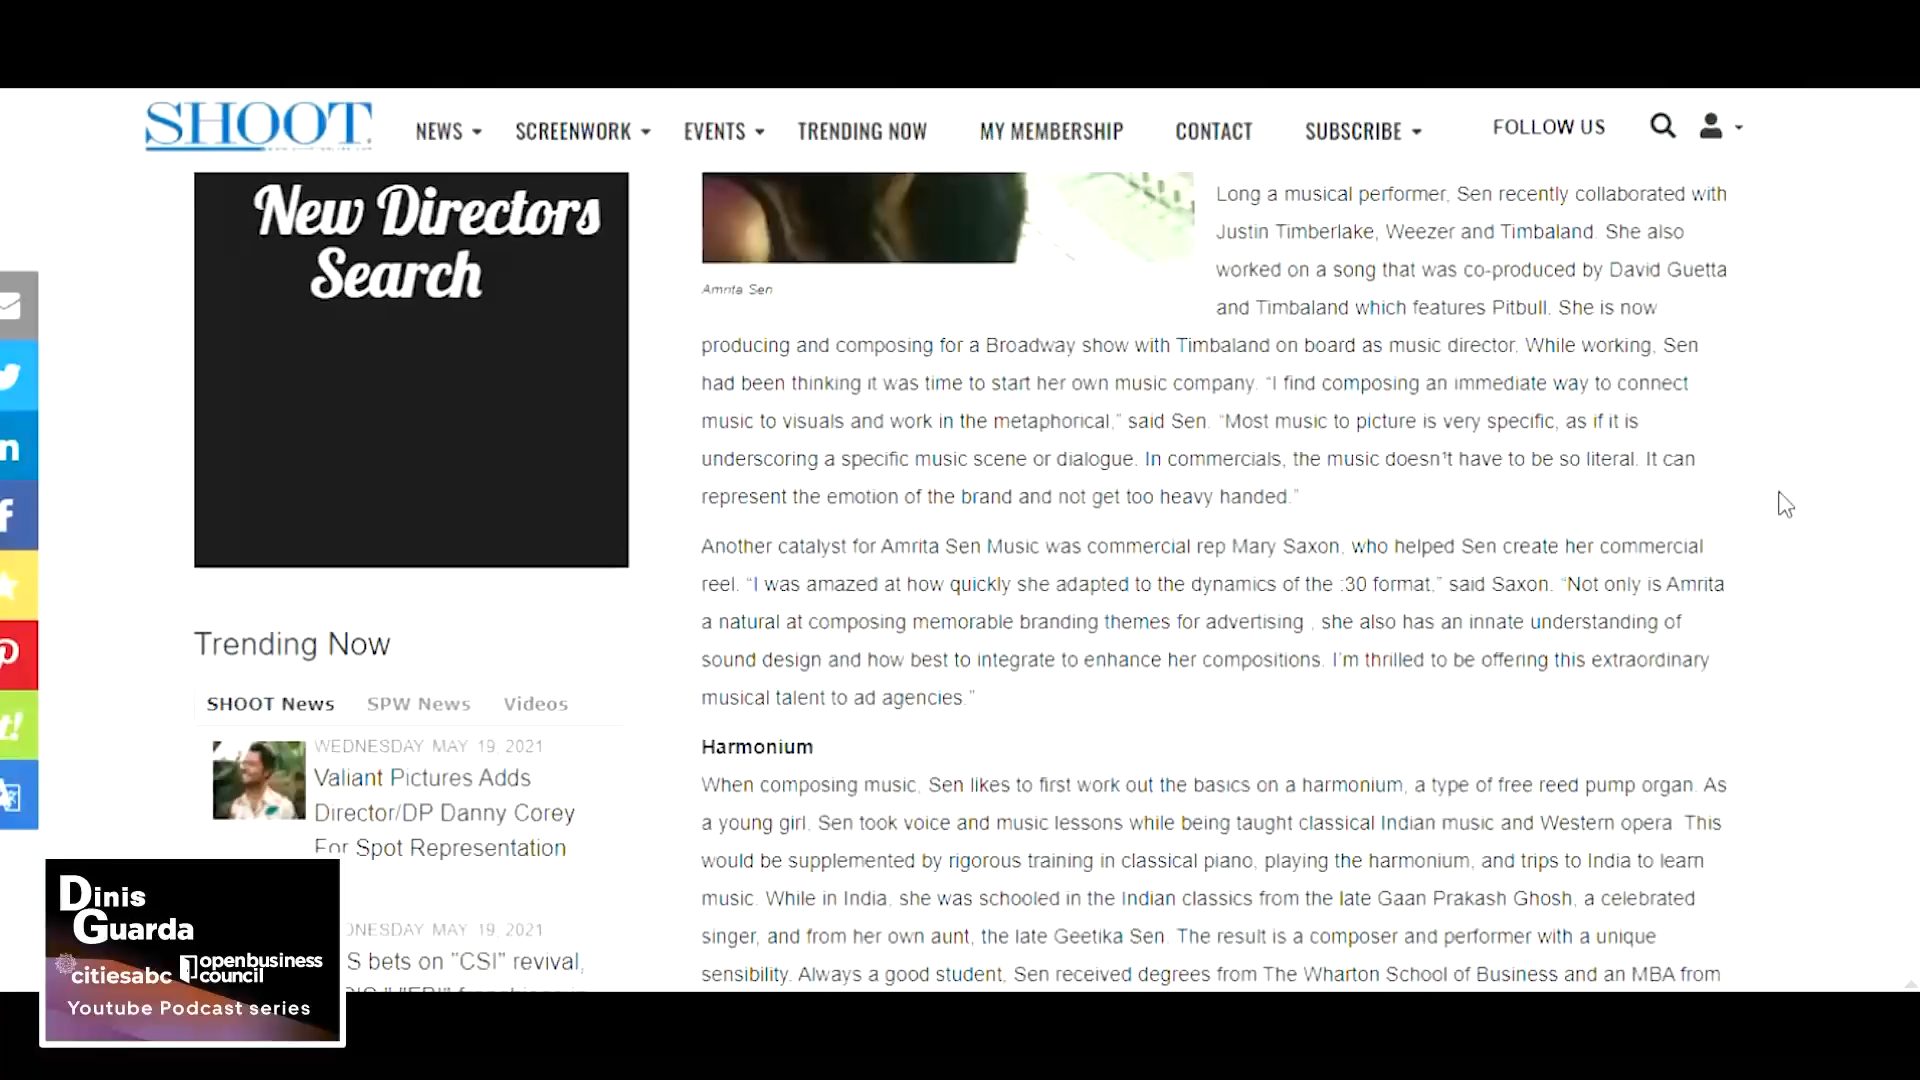 SHOOT
NEWS
SCREENWORK
EVENTS
TRENDING NOW
MY MEMBERSHIP
CONTACT
SUBSCRIBE
FOLLOW US
New Directors
Search
Amrita Sen
Long a musical performer, Sen recently collaborated with
Justin Timberlake, Weezer and Timbaland. She also
worked on a song that was co-produced by David Guetta
and Timbaland which features Pitbull. She is now
producing and composing for a Broadway show with Timbaland on board as music director. While working, Sen
had been thinking it was time to start her own music company. “I find composing an immediate way to connect
music to visuals and work in the metaphorical,” said Sen. “Most music to picture is very specific, as if it is
underscoring a specific music scene or dialogue. In commercials, the music doesn’t have to be so literal. It can
represent the emotion of the brand and not get too heavy handed.”
Another catalyst for Amrita Sen Music was commercial rep Mary Saxon, who helped Sen create her commercial
reel. “I was amazed at how quickly she adapted to the dynamics of the :30 format,” said Saxon. “Not only is Amrita
a natural at composing memorable branding themes for advertising , she also has an innate understanding of
sound design and how best to integrate to enhance her compositions. I’m thrilled to be offering this extraordinary
musical talent to ad agencies.”
Harmonium
When composing music, Sen likes to first work out the basics on a harmonium, a type of free reed pump organ. As
a young girl, Sen took voice and music lessons while being taught classical Indian music and Western opera. This
would be supplemented by rigorous training in classical piano, playing the harmonium, and trips to India to learn
music. While in India, she was schooled in the Indian classics from the late Gaan Prakash Ghosh, a celebrated
singer, and from her own aunt, the late Geetika Sen. The result is a composer and performer with a unique
sensibility. Always a good student, Sen received degrees from The Wharton School of Business and an MBA from
Trending Now
SHOOT News
SPW News
Videos
WEDNESDAY MAY 19, 2021
Valiant Pictures Adds
Director/DP Danny Corey
For Spot Representation
DNESDAY MAY 19, 2021
S bets on "CSI" revival,
Dinis
Guarda
citiesabc
openbusiness
council
Youtube Podcast series